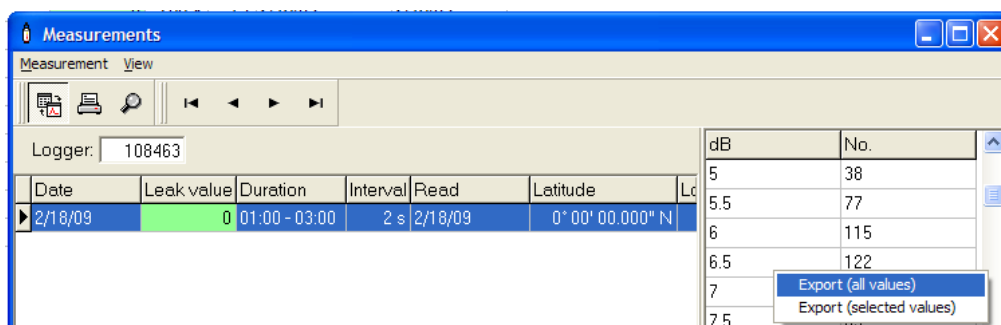 Measurements
Measurement View
Logger: 108463
Date Leak value Duration Interval Read Latitude
2/18/09 0 01:00 - 03:00 2 s 2/18/09 0° 00' 00.000" N
dB No.
5 38
5.5 77
6 115
6.5 122
7
7.5
Export (all values)
Export (selected values)